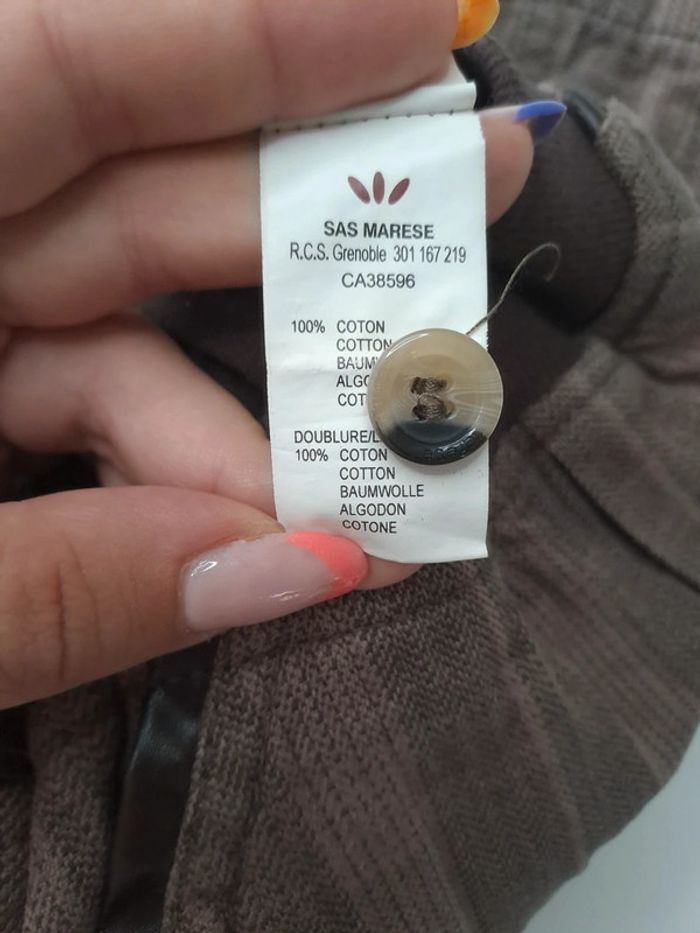 SAS MARESE
R.C.S. Grenoble 301 167 219
CA38596
100% COTON
COTTON
DOUBLURE/L
100% COTON
COTTON
BAUMWOLLE
ALGODON
COTONE